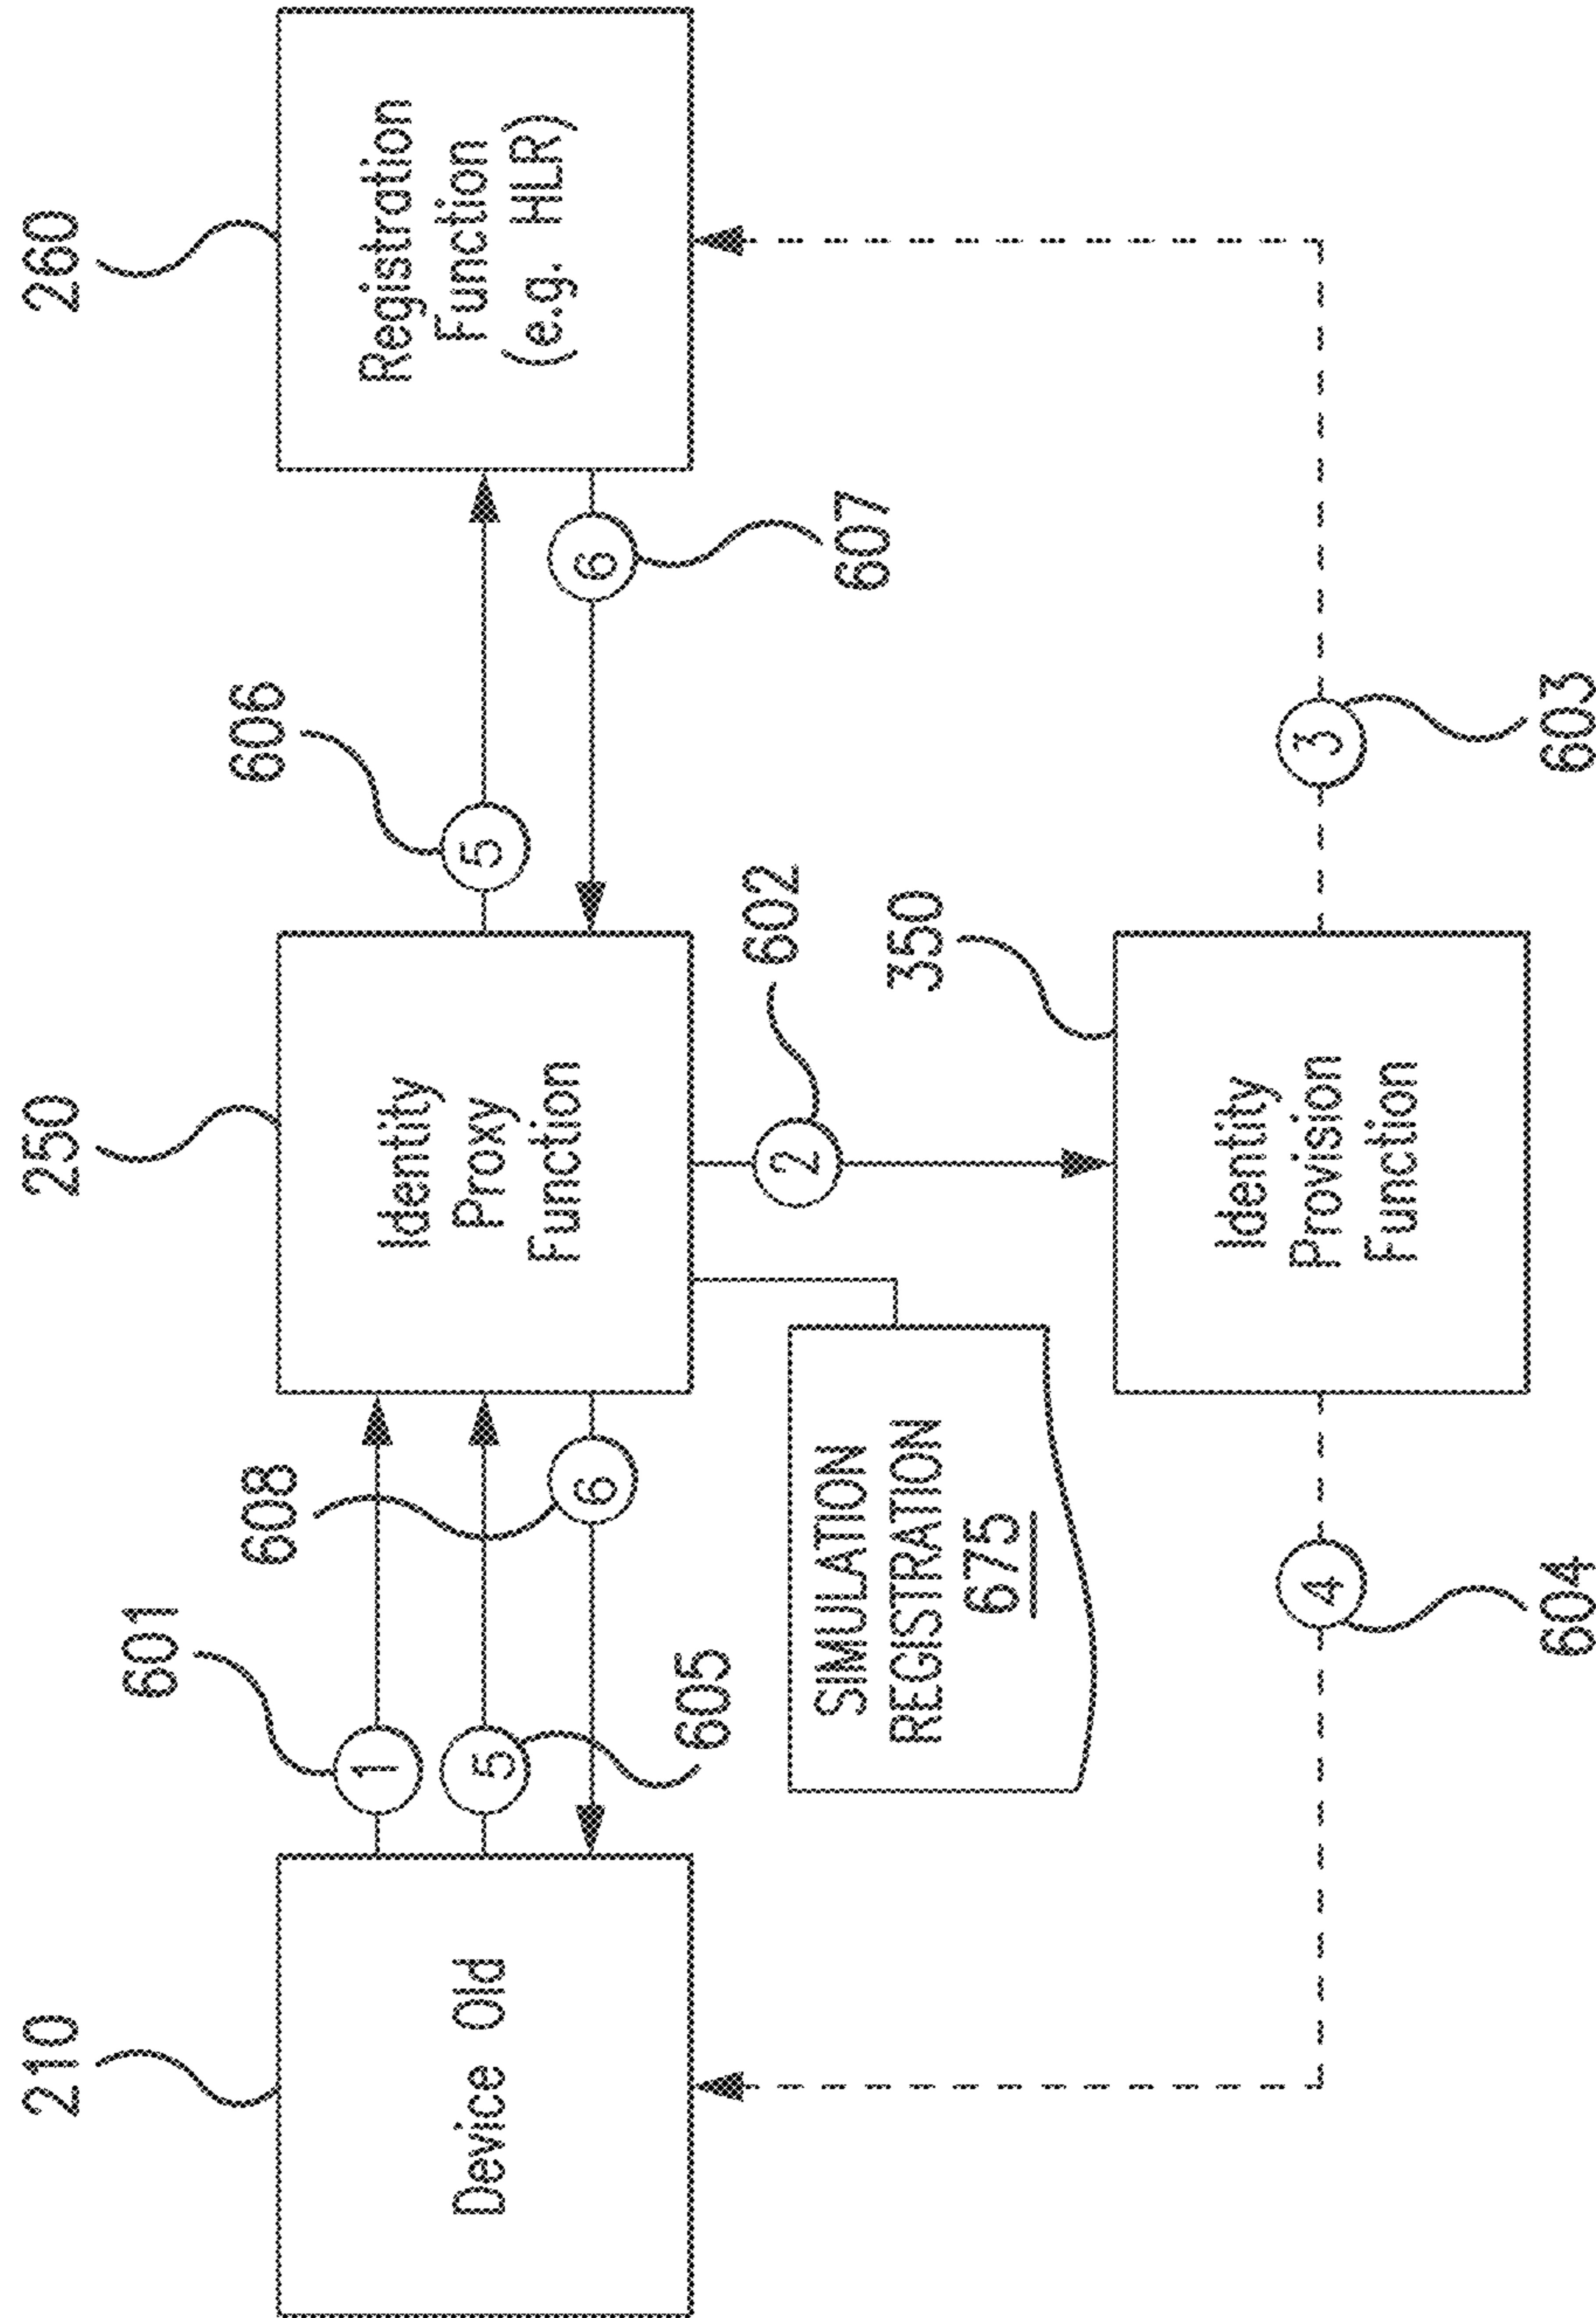 210
250
260
601
608
606
Device Old
1
5
6
605
Identity
Proxy
Function
5
6
607
Registration
Function
(e.g. HLR)
2
602
SIMULATION
REGISTRATION
675
350
Identity
Provision
Function
4
604
3
603